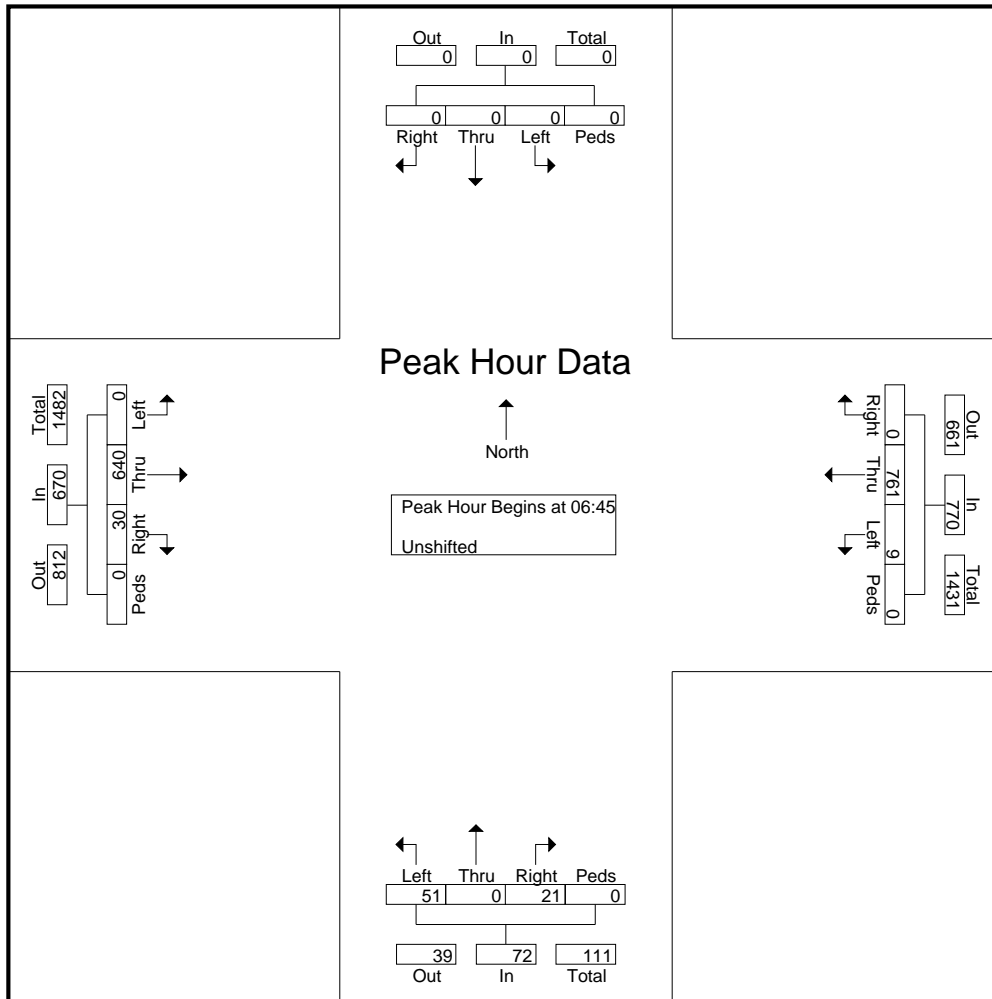 Out In Total
0 0 0
0 0 0 0
Right Thru Left Peds
Peak Hour Data
North
Peak Hour Begins at 06:45
Unshifted
Total In Out
1482 670 812
0 640 30 0
Left Thru Right Peds
Out In Total
661 770 1431
0 761 9 0
Right Thru Left Peds
Left Thru Right Peds
51 0 21 0
39 72 111
Out In Total